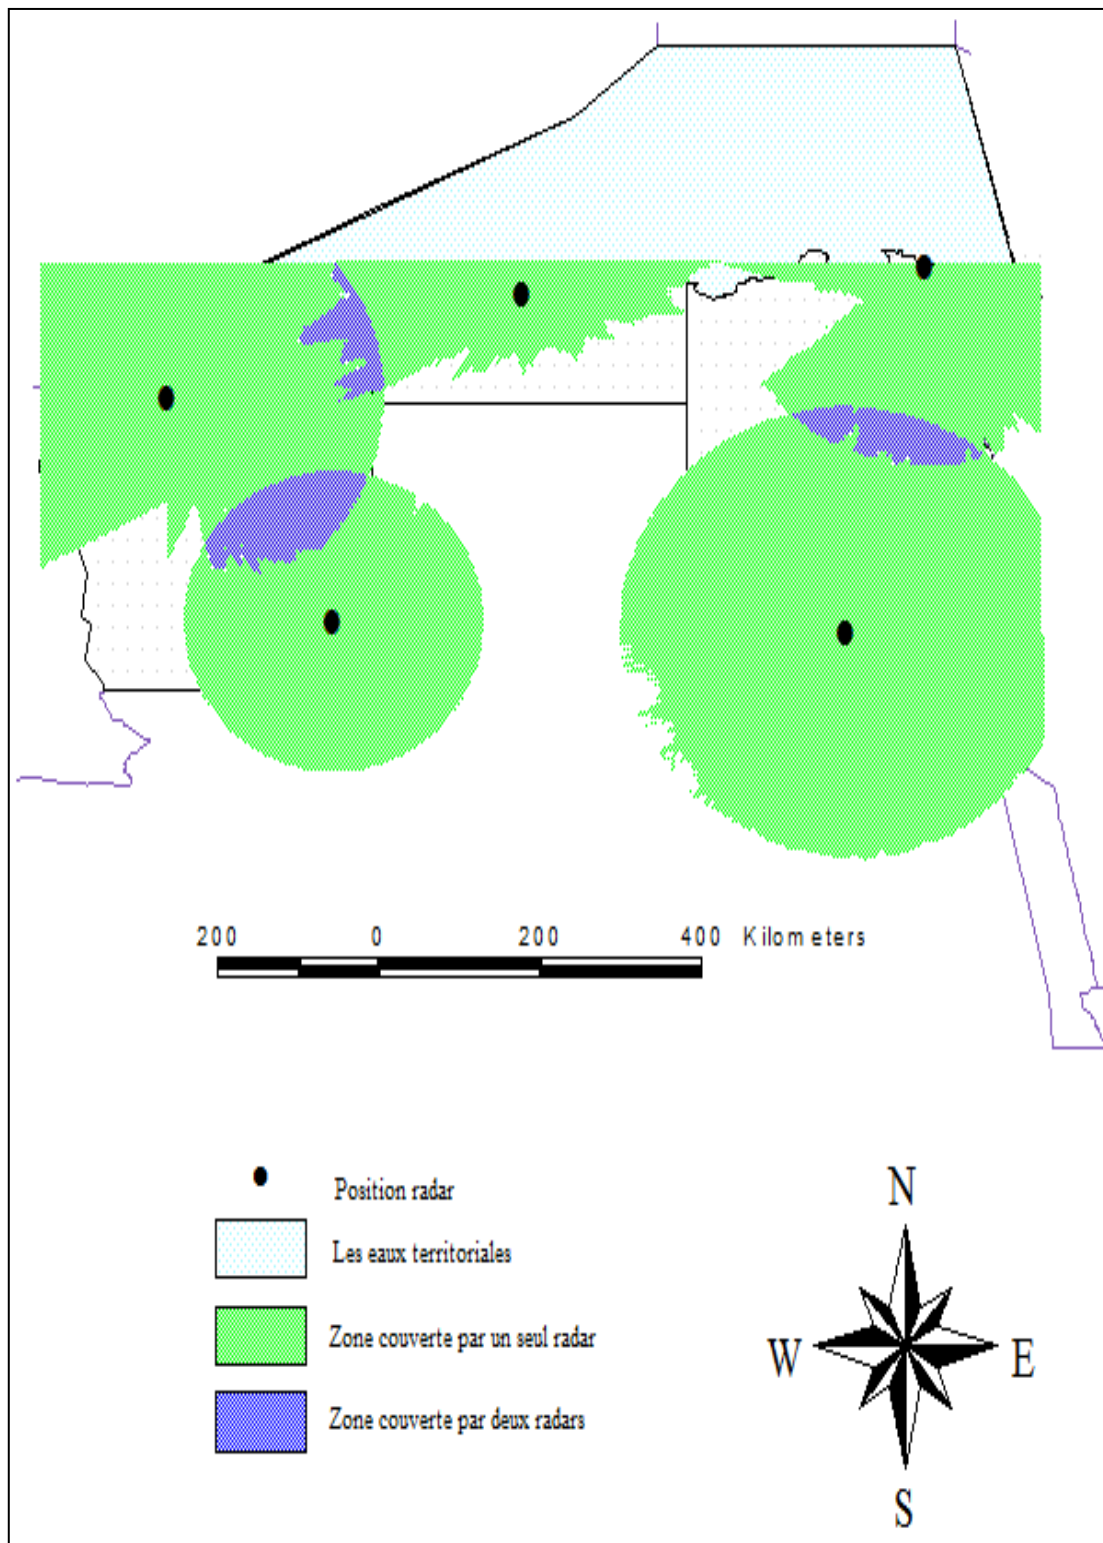 200 0 200 400 Kilometers
Position radar
Les eaux territoriales
Zone couverte par un seul radar
Zone couverte par deux radars
N
W E
S